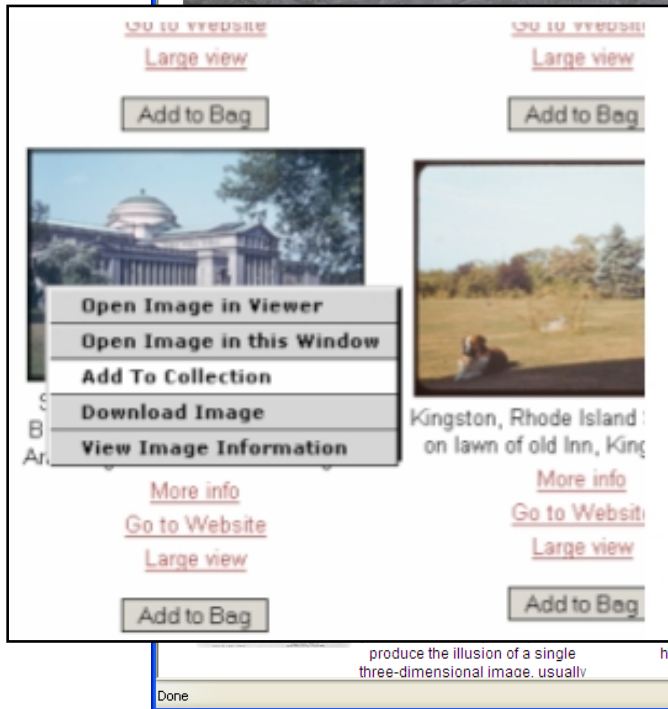 Go to Website
Large view
Add to Bag
Go to Websit
Large view
Add to Bag
Open Image in Viewer
Open Image in this Window
Add To Collection
Download Image
View Image Information
More info
Go to Website
Large view
Add to Bag
Kingston, Rhode Island
on lawn of old Inn, King
More info
Go to Websit
Large view
Add to Bag
produce the illusion of a single
three-dimensional image, usually
h
Done